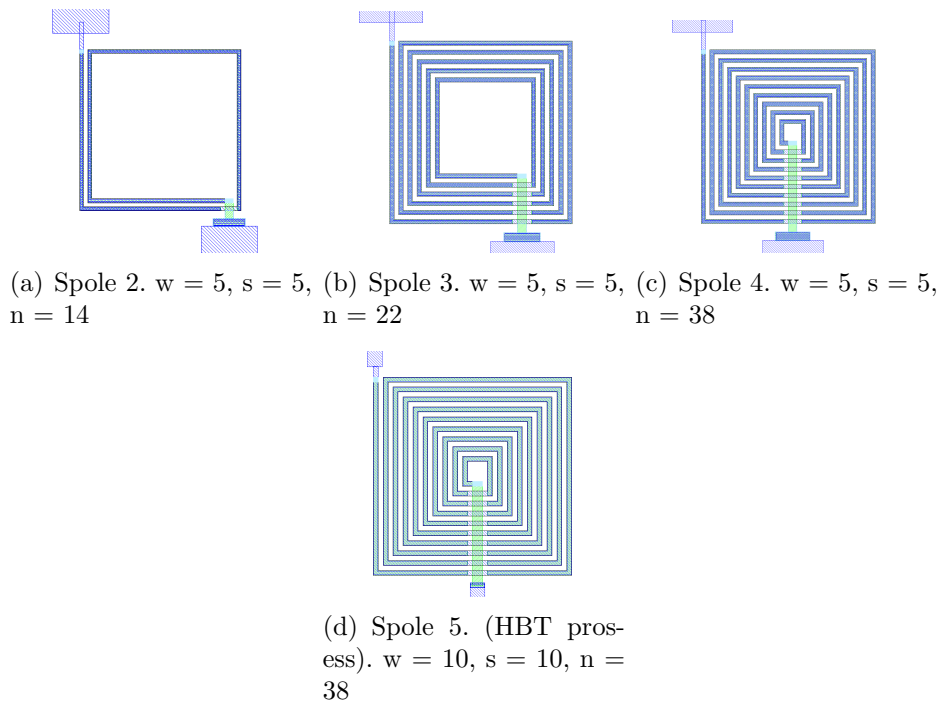 (a) Spole 2. w = 5, s = 5,
n = 14
(b) Spole 3. w = 5, s = 5,
n = 22
(c) Spole 4. w = 5, s = 5,
n = 38
(d) Spole 5. (HBT pros-
ess). w = 10, s = 10, n =
38